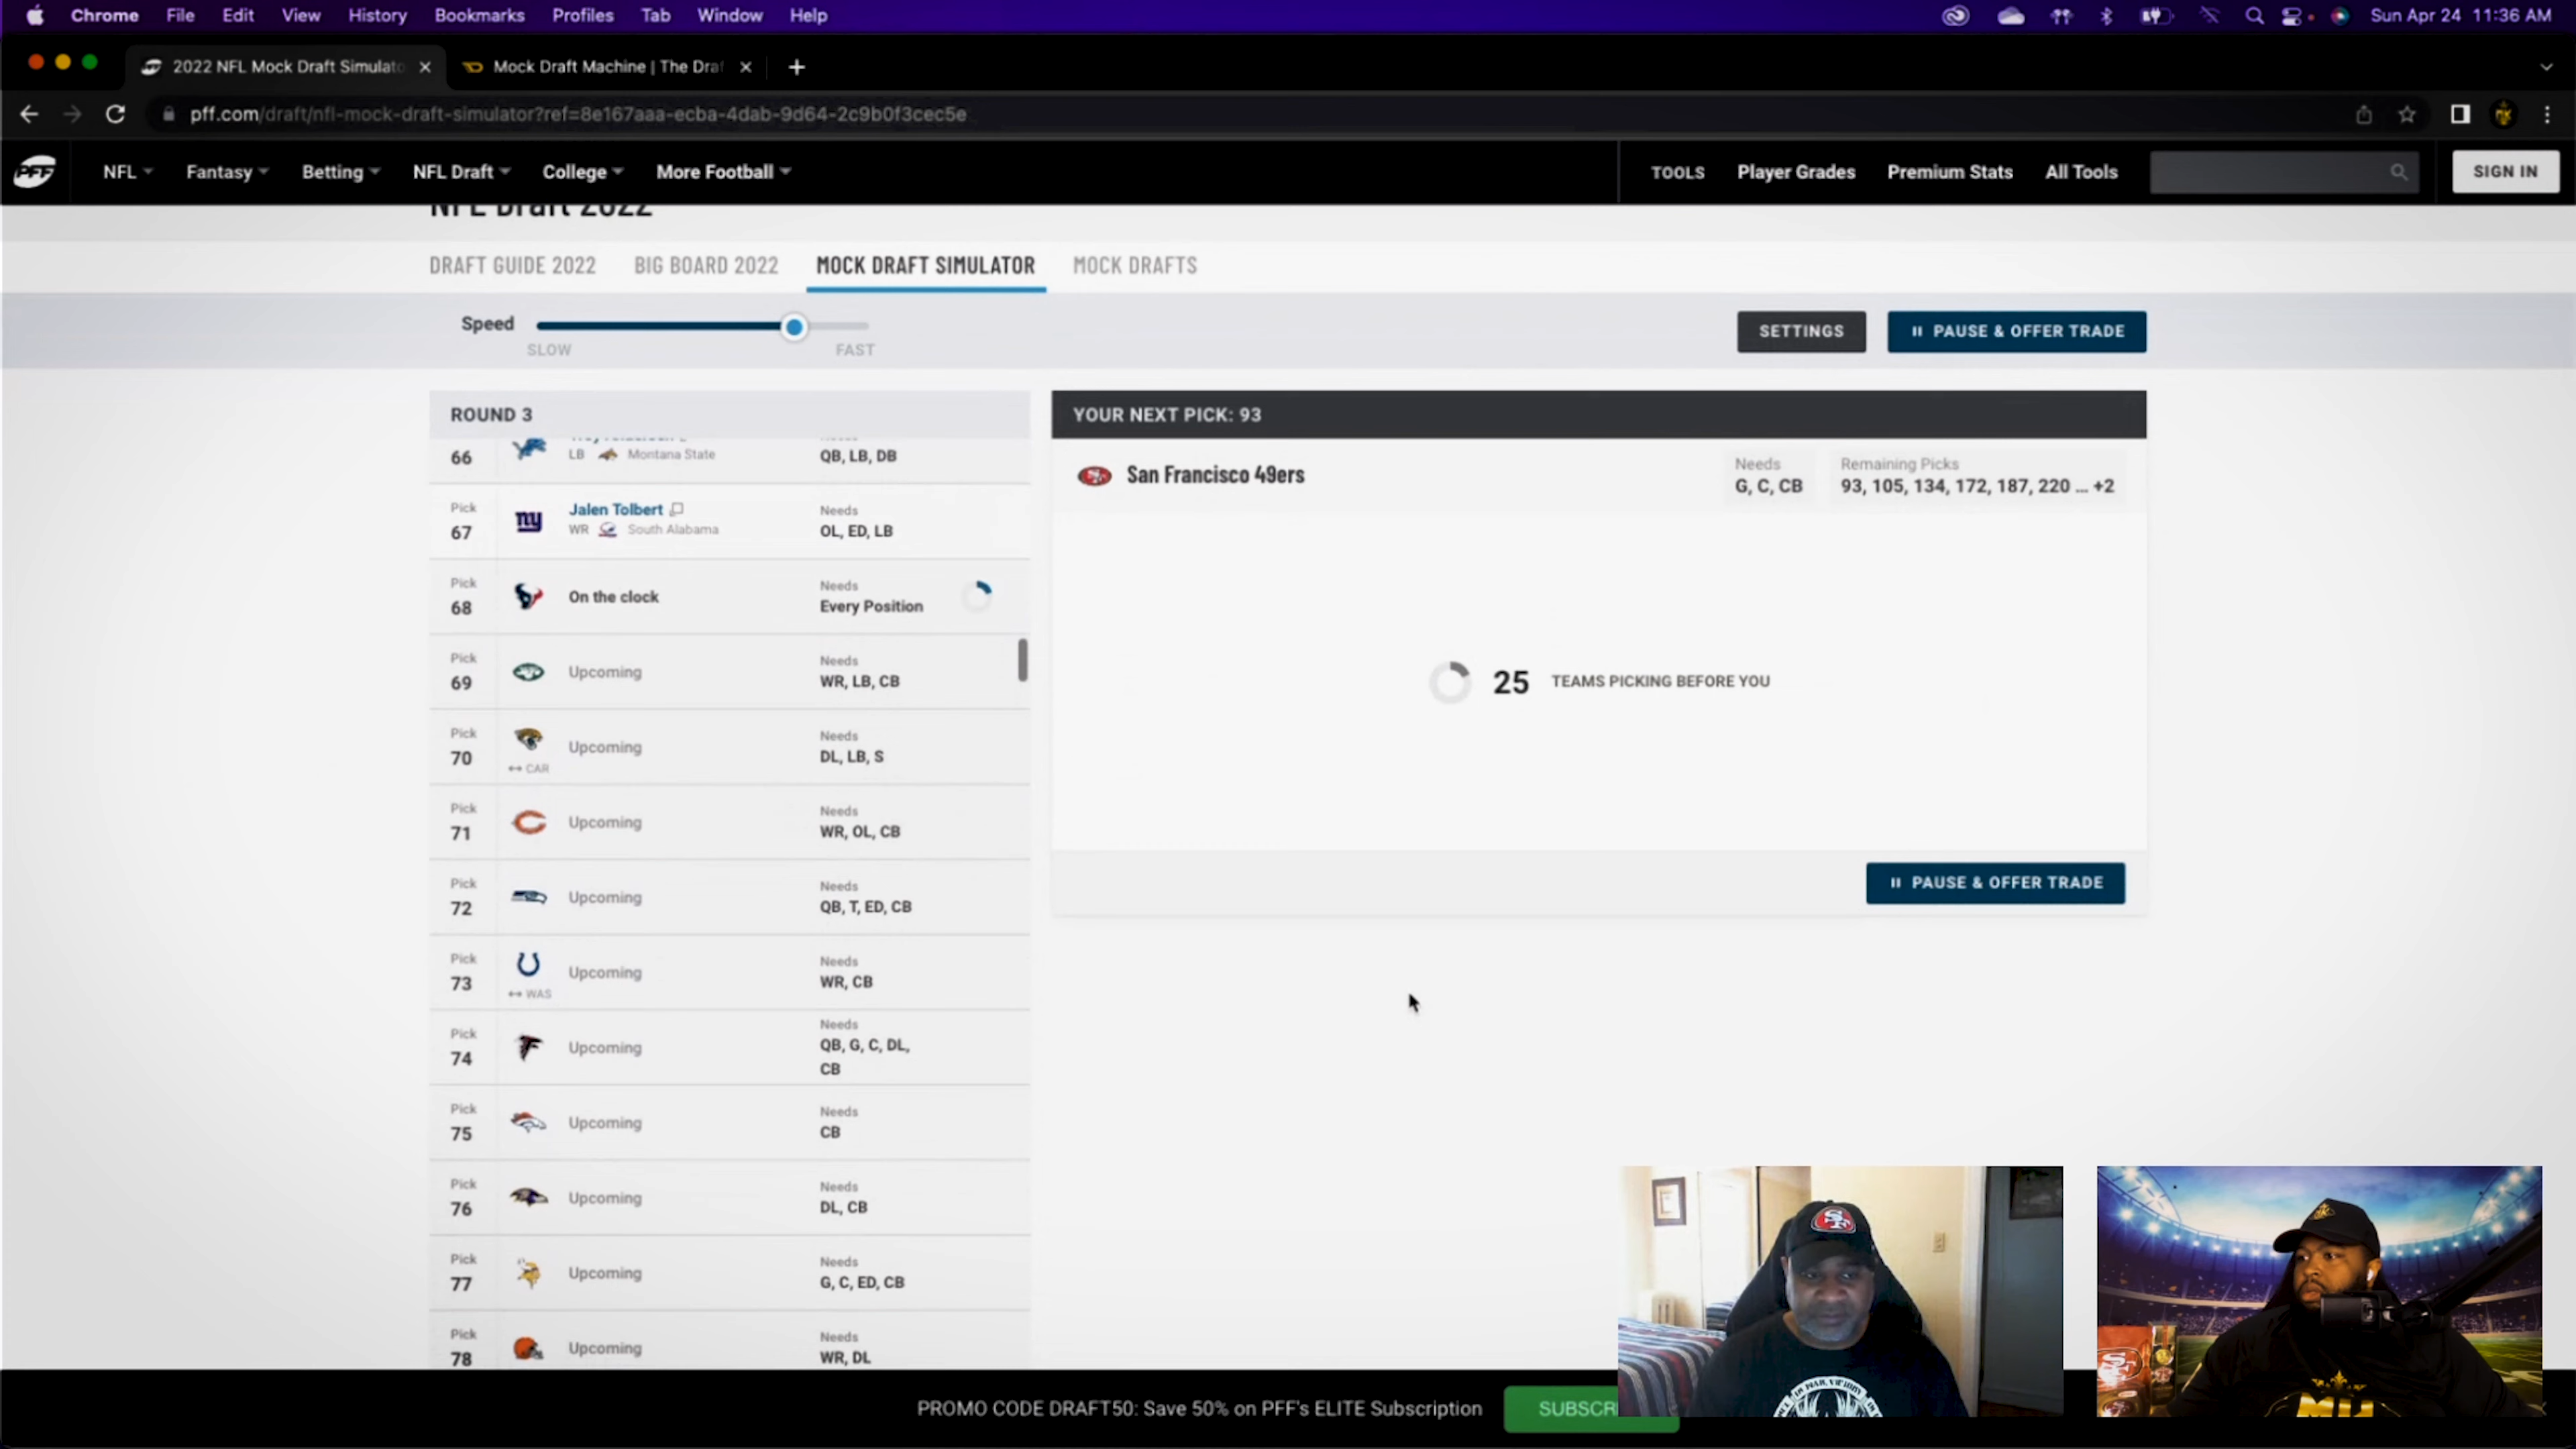 Chrome File Edit View History Bookmarks Profiles Tab Window Help Sun Apr 24 11:36 AM
2022 NFL Mock Draft Simulato Mock Draft Machine | The Dra
pff.com/draft/nfl-mock-draft-simulator?ref=8e167aaa-ecba-4dab-9d64-2c9b0f3cec5e
PFF NFL Fantasy Betting NFL Draft College More Football TOOLS Player Grades Premium Stats All Tools SIGN IN
NFL Draft 2022
DRAFT GUIDE 2022 BIG BOARD 2022 MOCK DRAFT SIMULATOR MOCK DRAFTS
Speed SLOW FAST SETTINGS PAUSE & OFFER TRADE
ROUND 3
66 LB Montana State QB, LB, DB
Pick 67 Jalen Tolbert WR South Alabama Needs OL, ED, LB
Pick 68 On the clock Needs Every Position
Pick 69 Upcoming Needs WR, LB, CB
Pick 70 CAR Upcoming Needs DL, LB, S
Pick 71 Upcoming Needs WR, OL, CB
Pick 72 Upcoming Needs QB, T, ED, CB
Pick 73 WAS Upcoming Needs WR, CB
Pick 74 Upcoming Needs QB, G, C, DL,
CB
Pick 75 Upcoming Needs CB
Pick 76 Upcoming Needs DL, CB
Pick 77 Upcoming Needs G, C, ED, CB
Pick 78 Upcoming Needs WR, DL
YOUR NEXT PICK: 93
San Francisco 49ers
Needs
G, C, CB
Remaining Picks
93, 105, 134, 172, 187, 220 ... +2
25 TEAMS PICKING BEFORE YOU
PAUSE & OFFER TRADE
PROMO CODE DRAFT50: Save 50% on PFF's ELITE Subscription SUBSCRI
SF